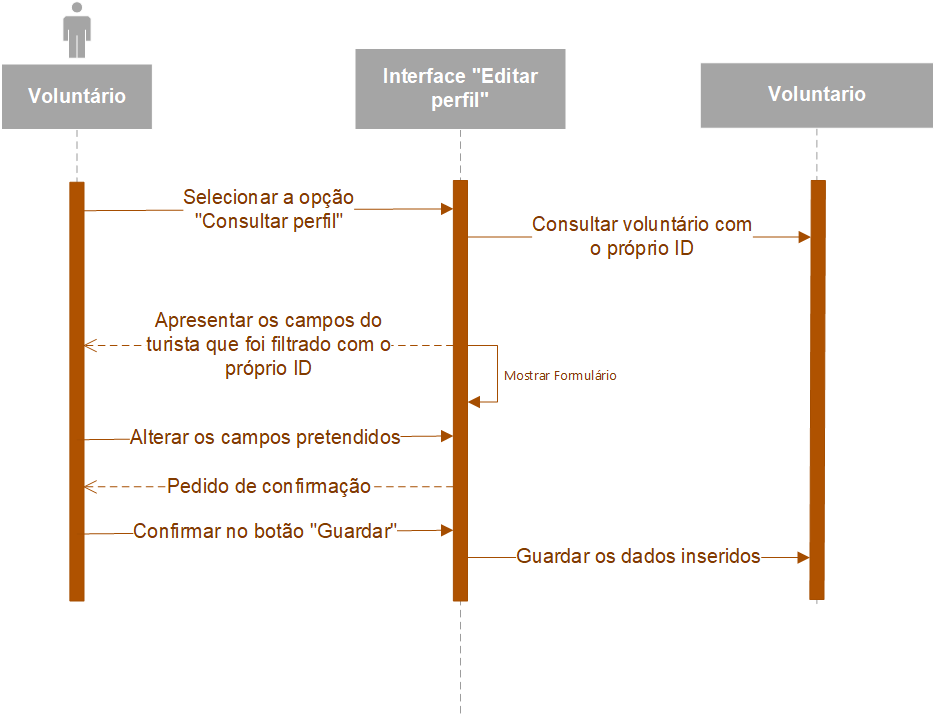 Voluntário
Interface "Editar
perfil"
Voluntario
Selecionar a opção
"Consultar perfil"
Consultar voluntário com
o próprio ID
Apresentar os campos do
turista que foi filtrado com o
próprio ID
Mostrar Formulário
Alterar os campos pretendidos
Pedido de confirmação
Confirmar no botão "Guardar"
Guardar os dados inseridos